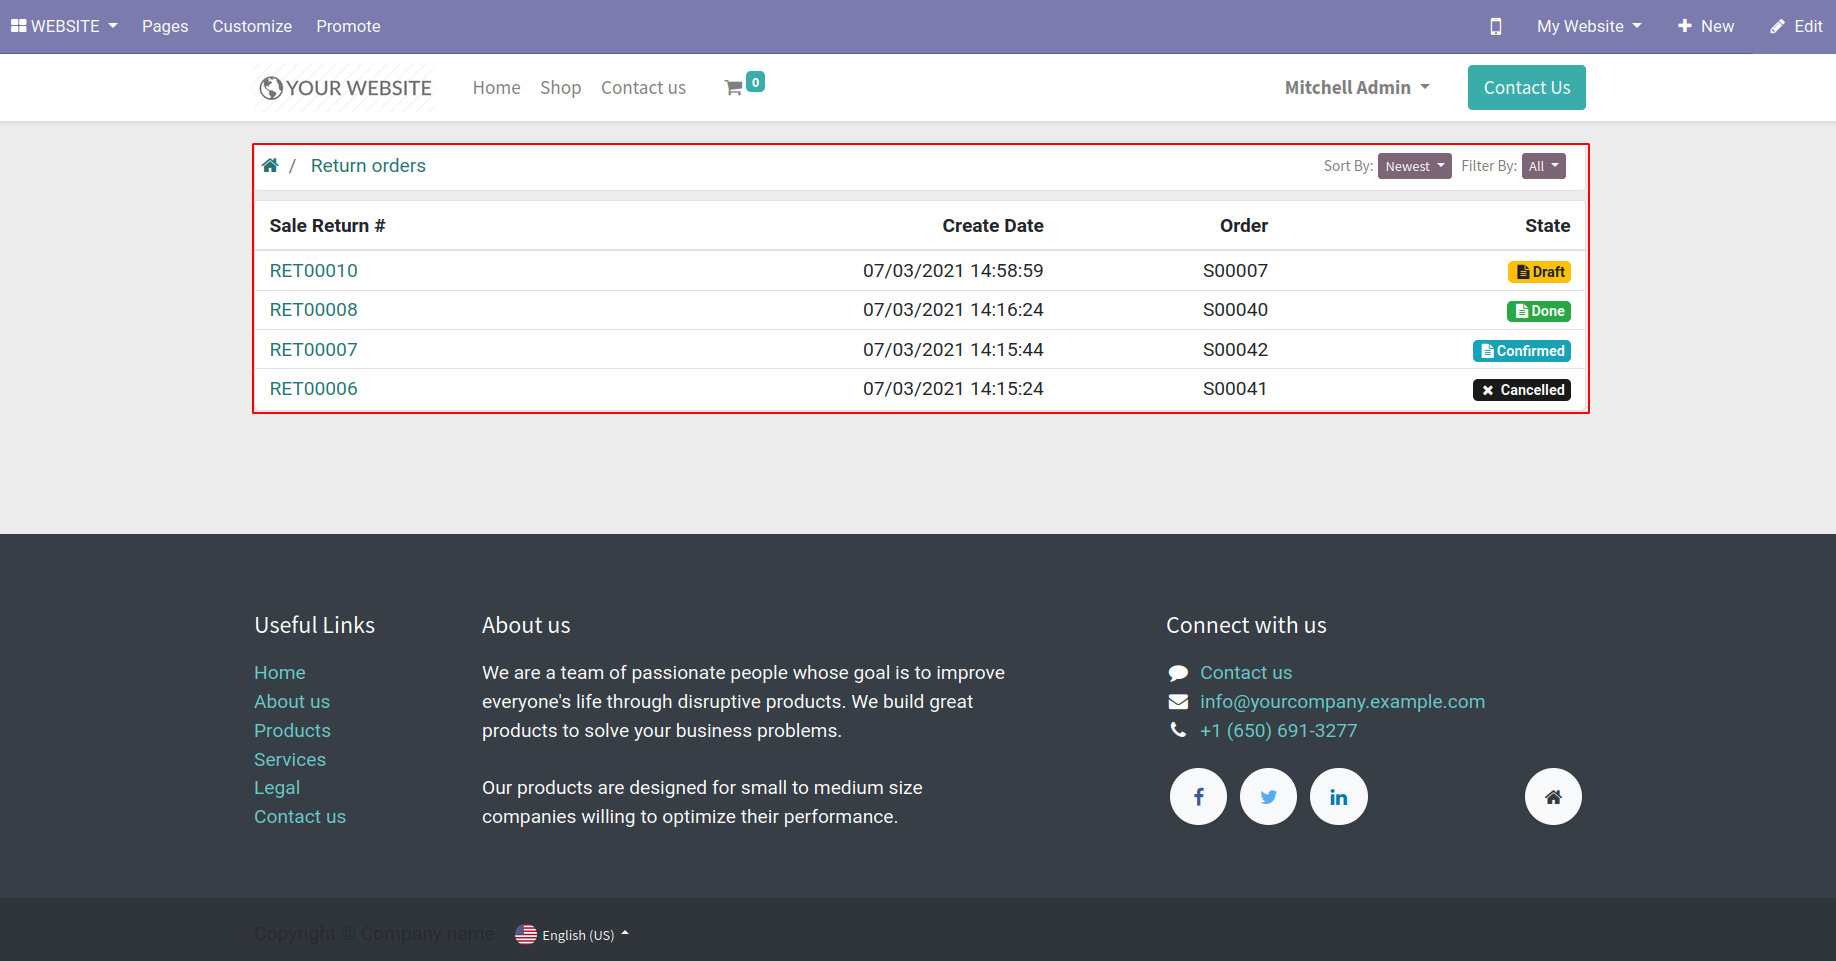 WEBSITE Pages Customize Promote My Website New Edit
YOUR WEBSITE Home Shop Contact us 0 Mitchell Admin Contact Us
/ Return orders Sort By: Newest Filter By: All
Sale Return # Create Date Order State
RET00010 07/03/2021 14:58:59 S00007 Draft
RET00008 07/03/2021 14:16:24 S00040 Done
RET00007 07/03/2021 14:15:44 S00042 Confirmed
RET00006 07/03/2021 14:15:24 S00041 Cancelled
Useful Links
Home
About us
Products
Services
Legal
Contact us
About us
We are a team of passionate people whose goal is to improve
everyone's life through disruptive products. We build great
products to solve your business problems.
Our products are designed for small to medium size
companies willing to optimize their performance.
Connect with us
Contact us
info@yourcompany.example.com
+1 (650) 691-3277
Copyright © Company name English (US)